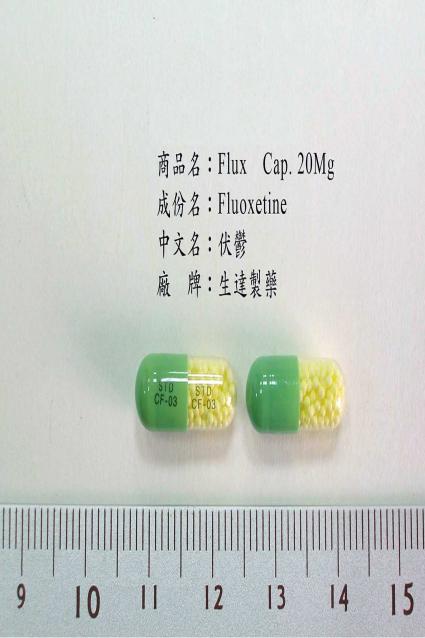 商品名：Flux Cap. 20Mg
成份名：Fluoxetine
中文名：伏鬱
廠 牌：生達製藥
STD STD
CF-03 CF-03
9 10 11 12 13 14 15